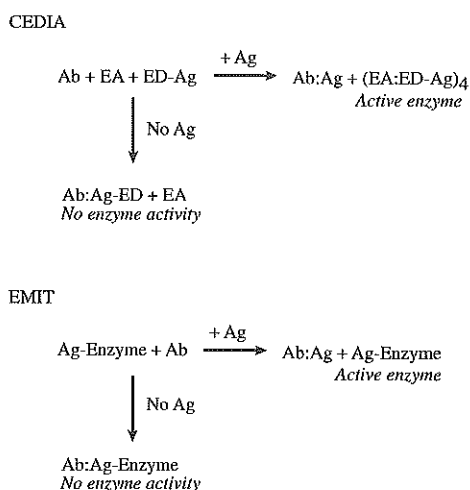 CEDIA
+ Ag
Ab + EA + ED-Ag
Ab:Ag + (EA:ED-Ag)4
Active enzyme
No Ag
Ab:Ag-ED + EA
No enzyme activity
EMIT
+ Ag
Ag-Enzyme + Ab
Ab:Ag + Ag-Enzyme
Active enzyme
No Ag
Ab:Ag-Enzyme
No enzyme activity